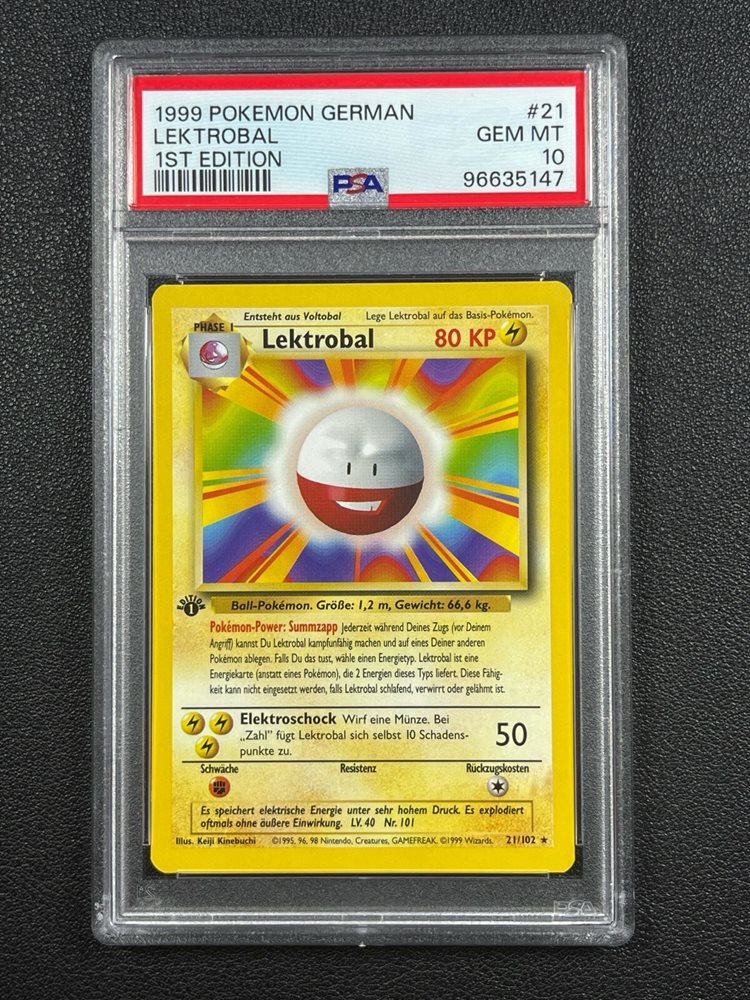 1999 POKEMON GERMAN #21
LEKTROBAL GEM MT
1ST EDITION 10
PSA 96635147
Entsteht aus Voltobal Lege Lektrobal auf das Basis-Pokémon.
PHASE 1
Lektrobal 80 KP
EDITION
1
Ball-Pokémon. Größe: 1,2 m, Gewicht: 66,6 kg.
Pokémon-Power: Summzapp Jederzeit während Deines Zugs (vor Deinem
Angriff) kannst Du Lektrobal kampfunfähig machen und auf eines Deiner anderen
Pokémon ablegen. Falls Du das tust, wähle einen Energietyp. Lektrobal ist eine
Energiekarte (anstatt eines Pokémon), die 2 Energien dieses Typs liefert. Diese Fähig-
keit kann nicht eingesetzt werden, falls Lektrobal schlafend, verwirrt oder gelähmt ist.
Elektroschock Wirf eine Münze. Bei
„Zahl" fügt Lektrobal sich selbst 10 Schadens-
punkte zu.
50
Schwäche Resistenz Rückzugskosten
Es speichert elektrische Energie unter sehr hohem Druck. Es explodiert
oftmals ohne äußere Einwirkung. LV. 40 Nr. 101
Illus. Keiji Kinebuchi ©1995, 96, 98 Nintendo, Creatures, GAMEFREAK. ©1999 Wizards. 21/102 ★
PSA